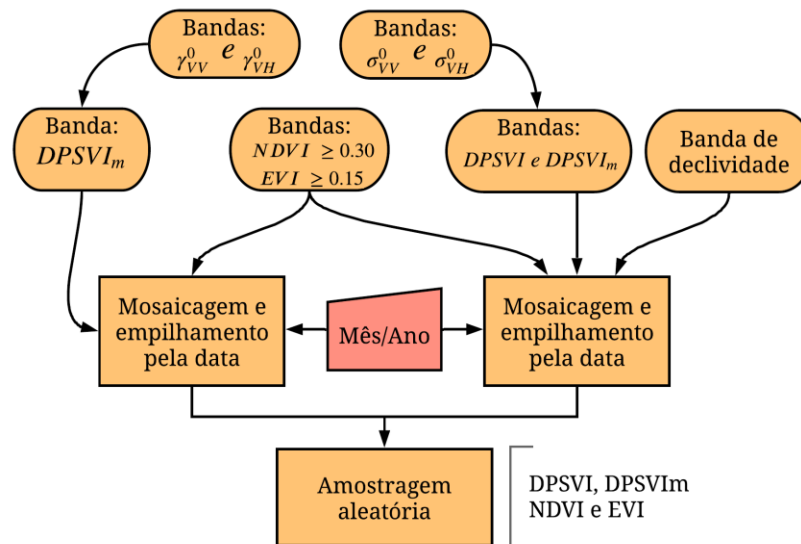 Bandas:
γ⁰VV e γ⁰VH
Bandas:
σ⁰VV e σ⁰VH
Banda:
DPSVIm
Bandas:
NDVI ≥ 0.30
EVI ≥ 0.15
Bandas:
DPSVI e DPSVIm
Banda de
declividade
Mosaicagem e
empilhamento
pela data
Mês/Ano
Mosaicagem e
empilhamento
pela data
Amostragem
aleatória
DPSVI, DPSVIm
NDVI e EVI